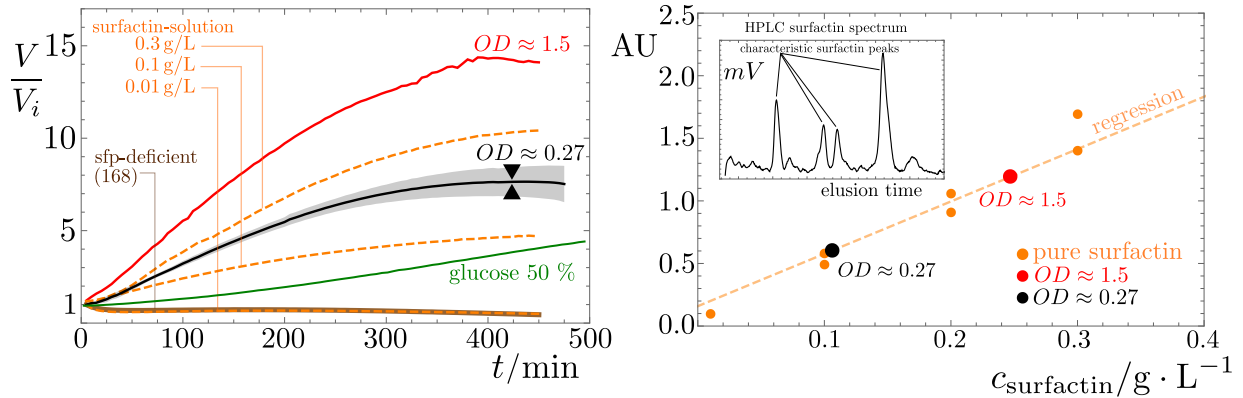 surfactin-solution
0.3 g/L
0.1 g/L
0.01 g/L
sfp-deficient
(168)
OD ≈ 1.5
OD ≈ 0.27
glucose 50 %
V/V_i
15
10
5
1
0
100
200
300
400
500
t/min
HPLC surfactin spectrum
characteristic surfactin peaks
mV
elusion time
AU
2.5
2.0
1.5
1.0
0.5
0.0
regression
OD ≈ 1.5
OD ≈ 0.27
pure surfactin
OD ≈ 1.5
OD ≈ 0.27
0.1
0.2
0.3
0.4
c_surfactin/g · L⁻¹